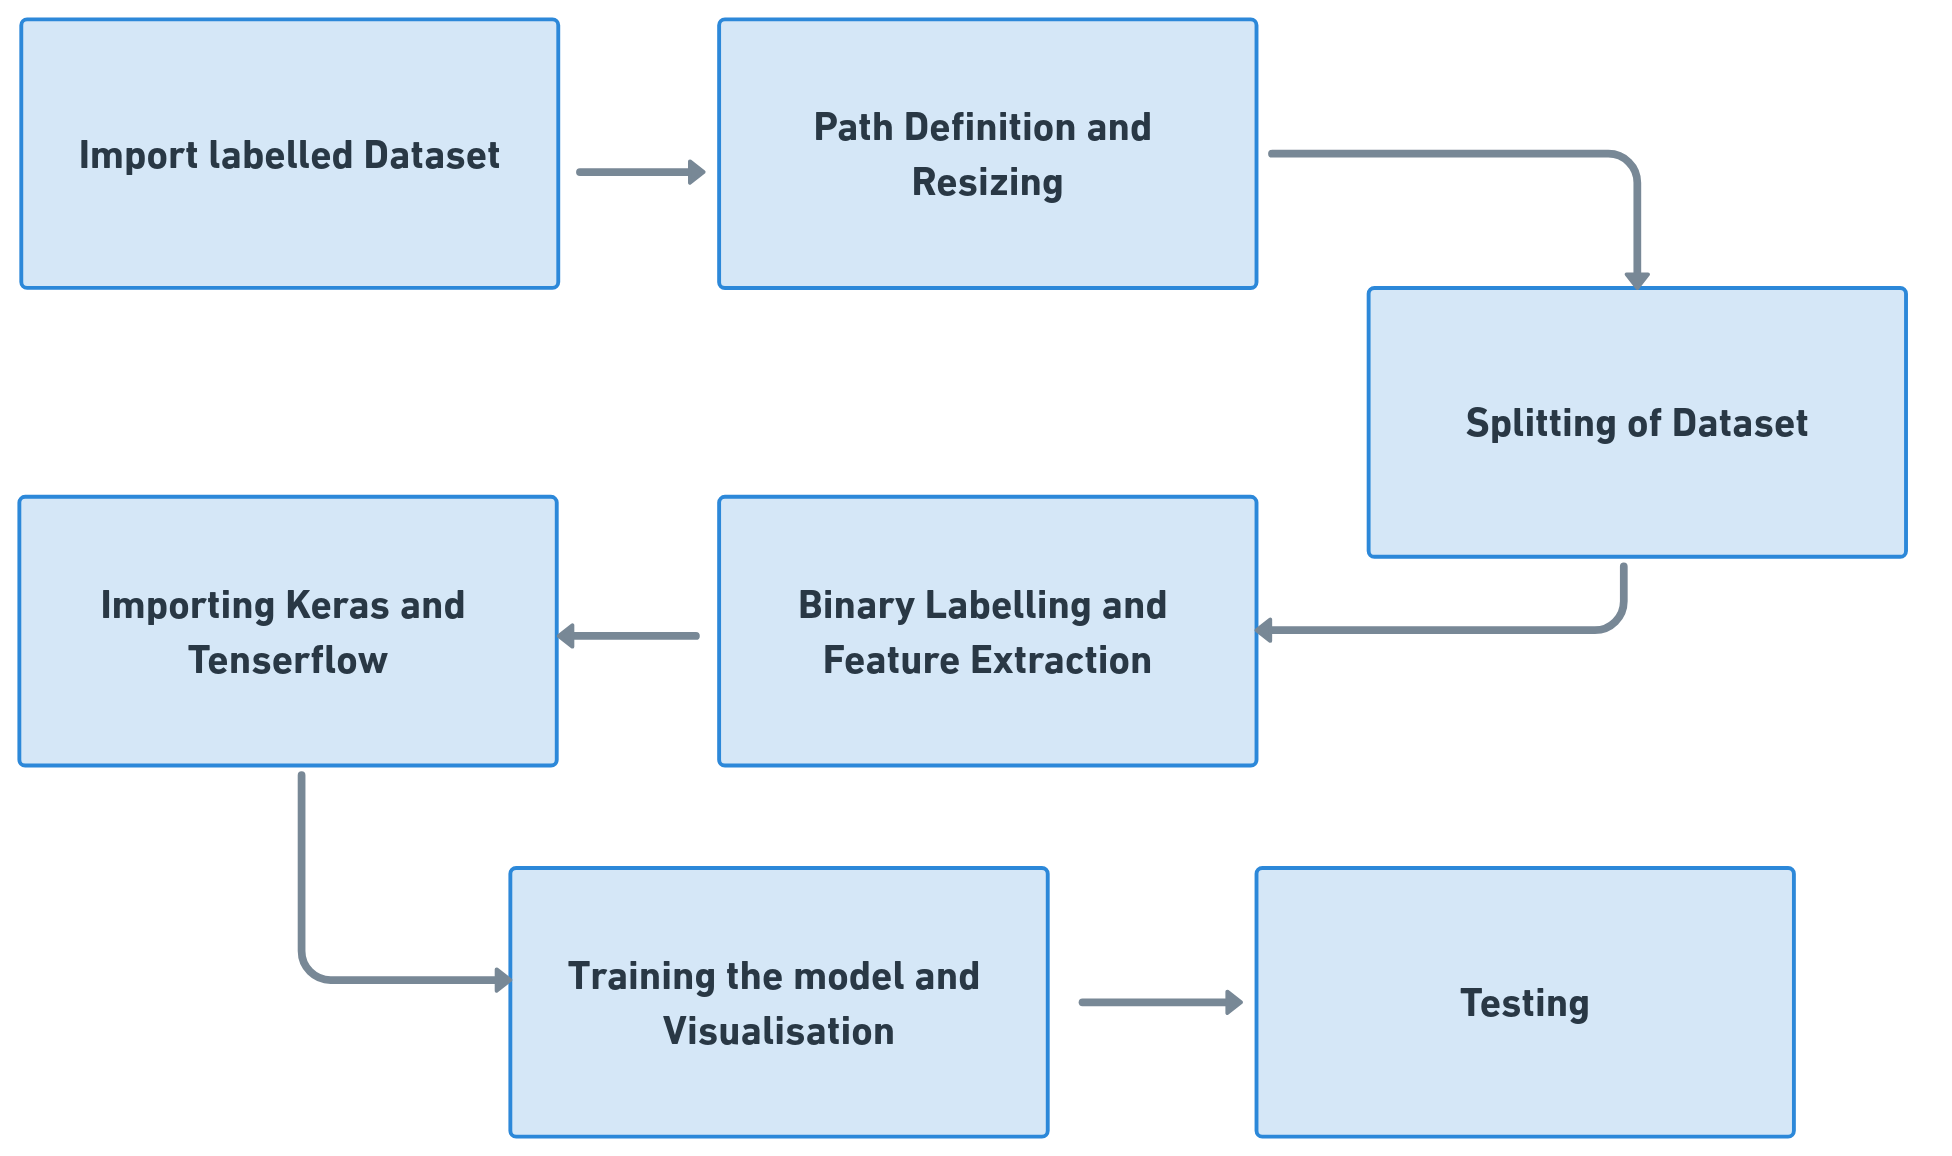 Import labelled Dataset
Path Definition and
Resizing
Splitting of Dataset
Binary Labelling and
Feature Extraction
Importing Keras and
Tenserflow
Training the model and
Visualisation
Testing